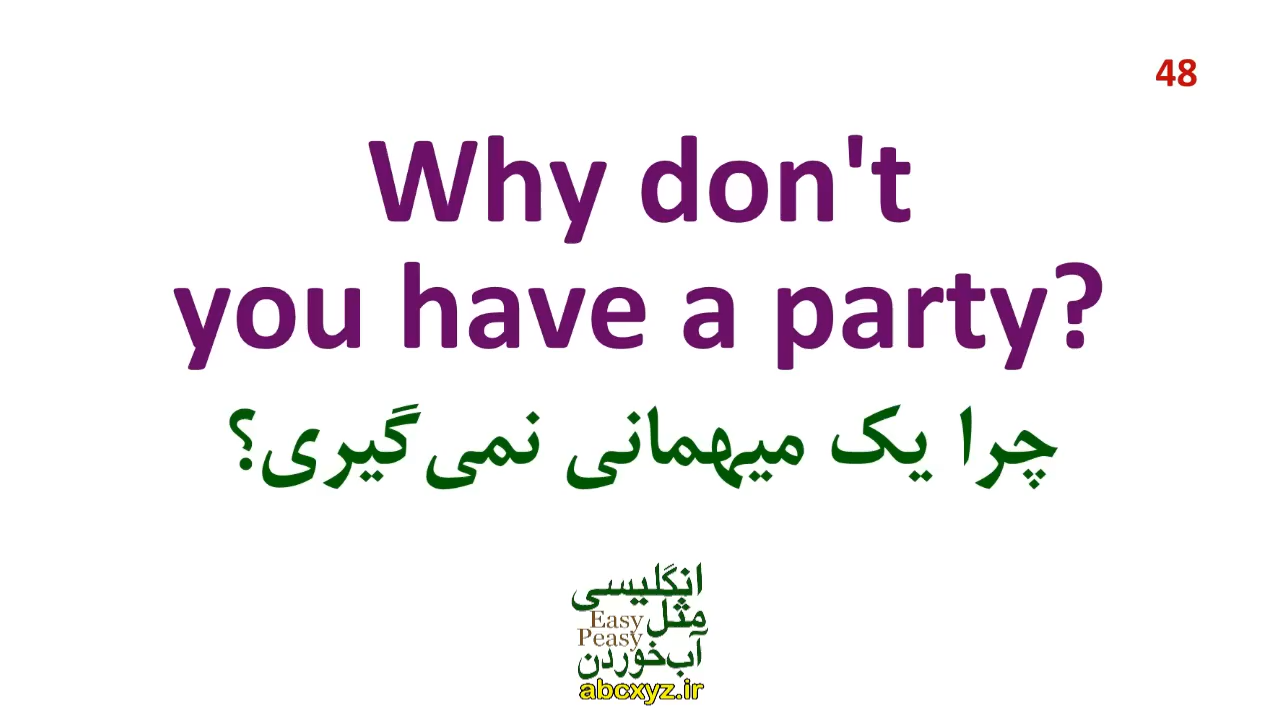 48
Why don't
you have a party?
چرا یک میهمانی نمی‌گیری؟
انگلیسی
مثل
Easy
Peasy
آب‌خوردن
abcxyz.ir